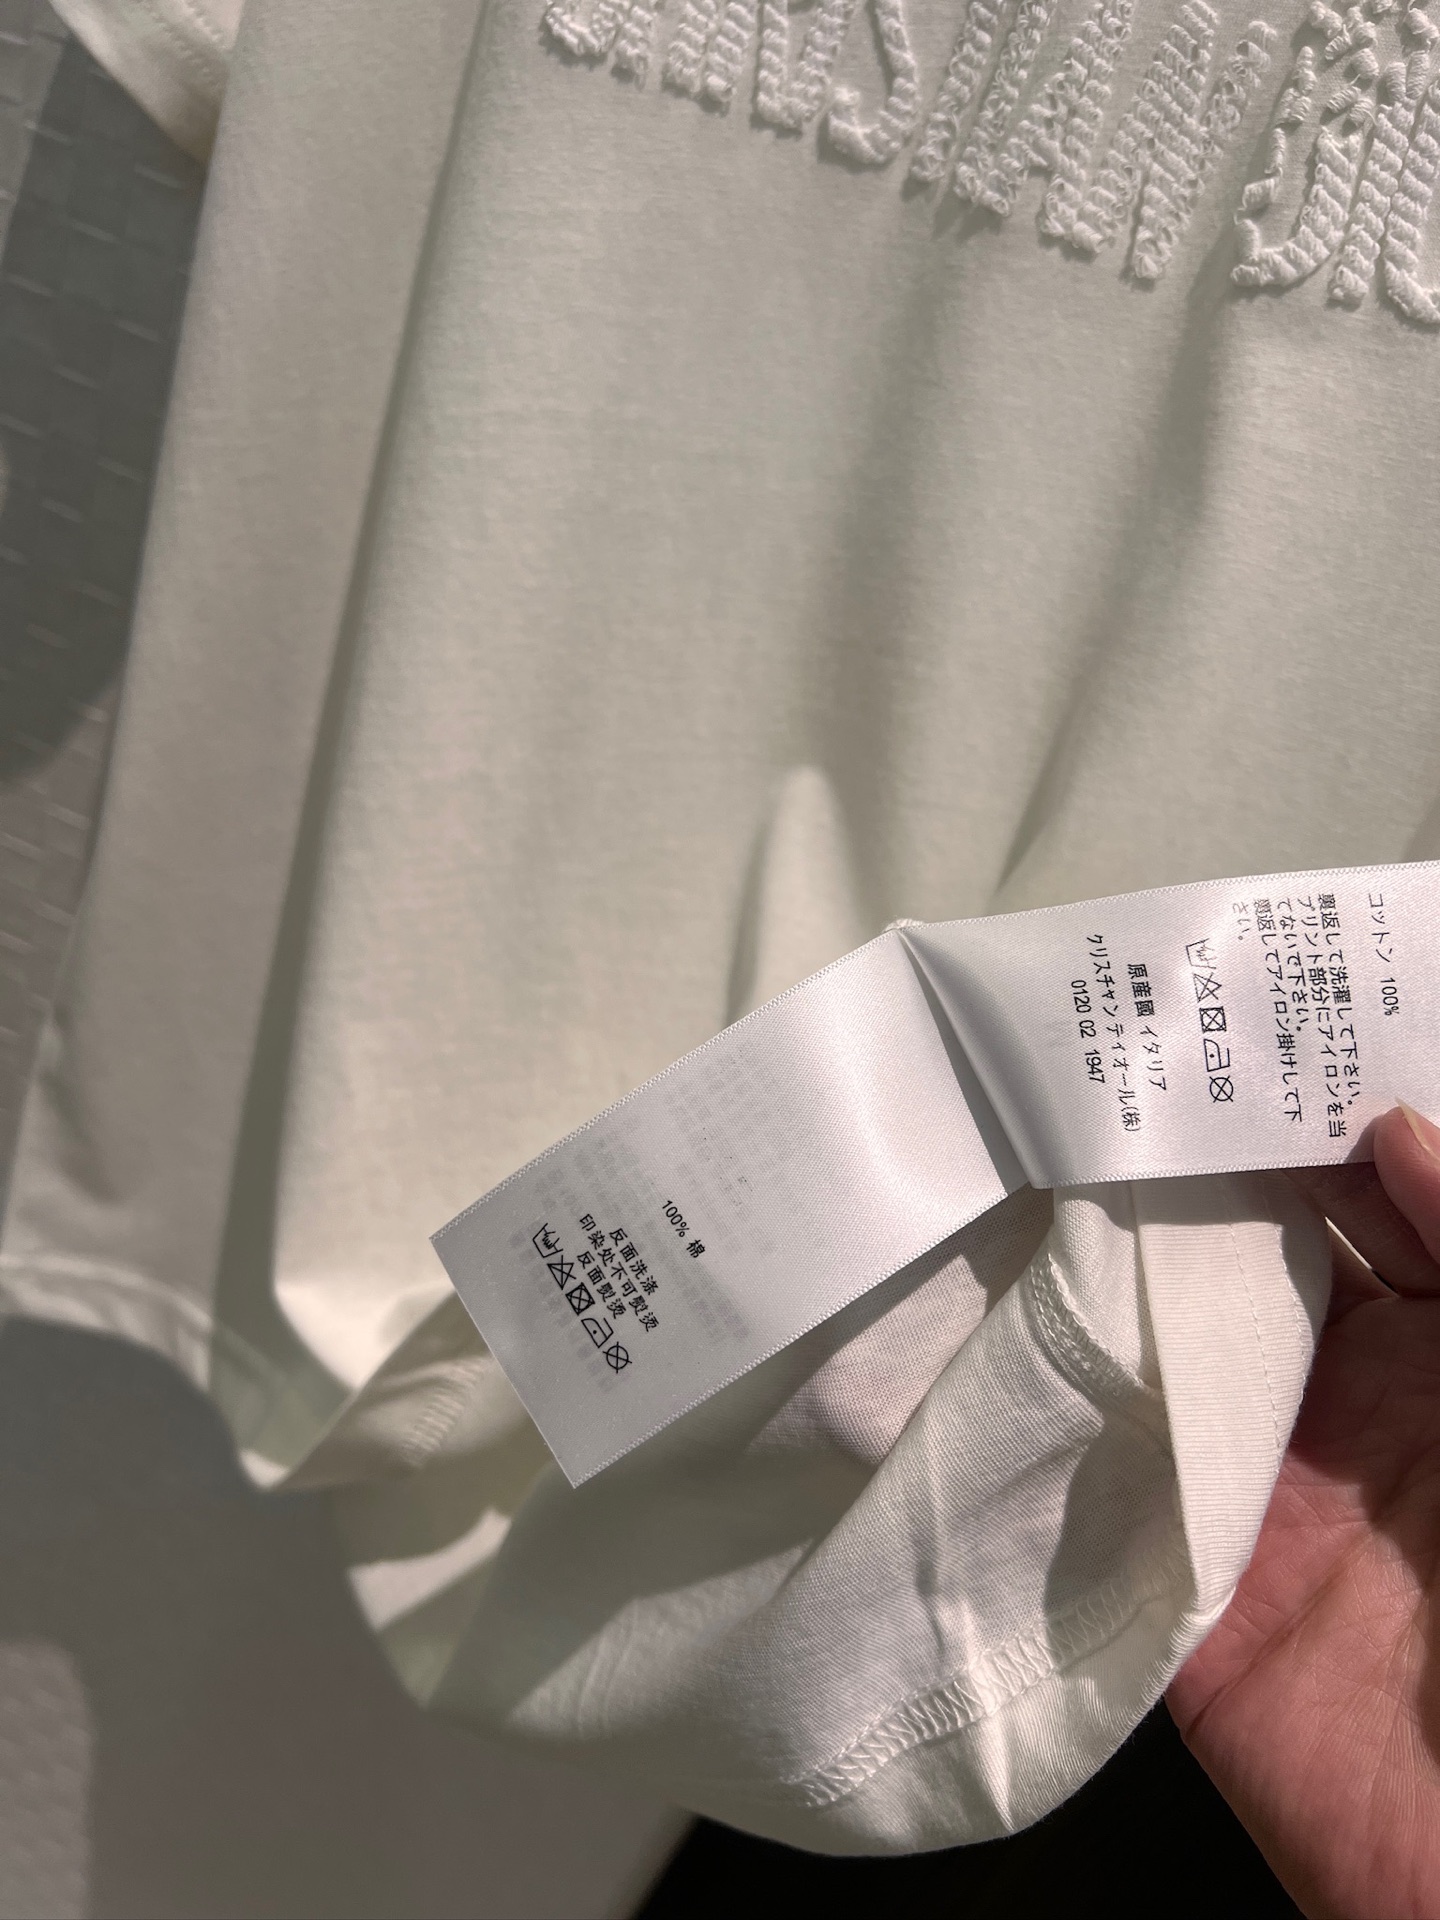 コットン 100%
裏返して洗濯して下さい。
プリント部分にアイロンを当
てないで下さい。
裏返してアイロン掛けして下
さい。
原産國 イタリア
クリスチャンディオール(株)
0120 02 1947
100% 棉
反面洗涤
印染处不可熨烫
反面熨烫